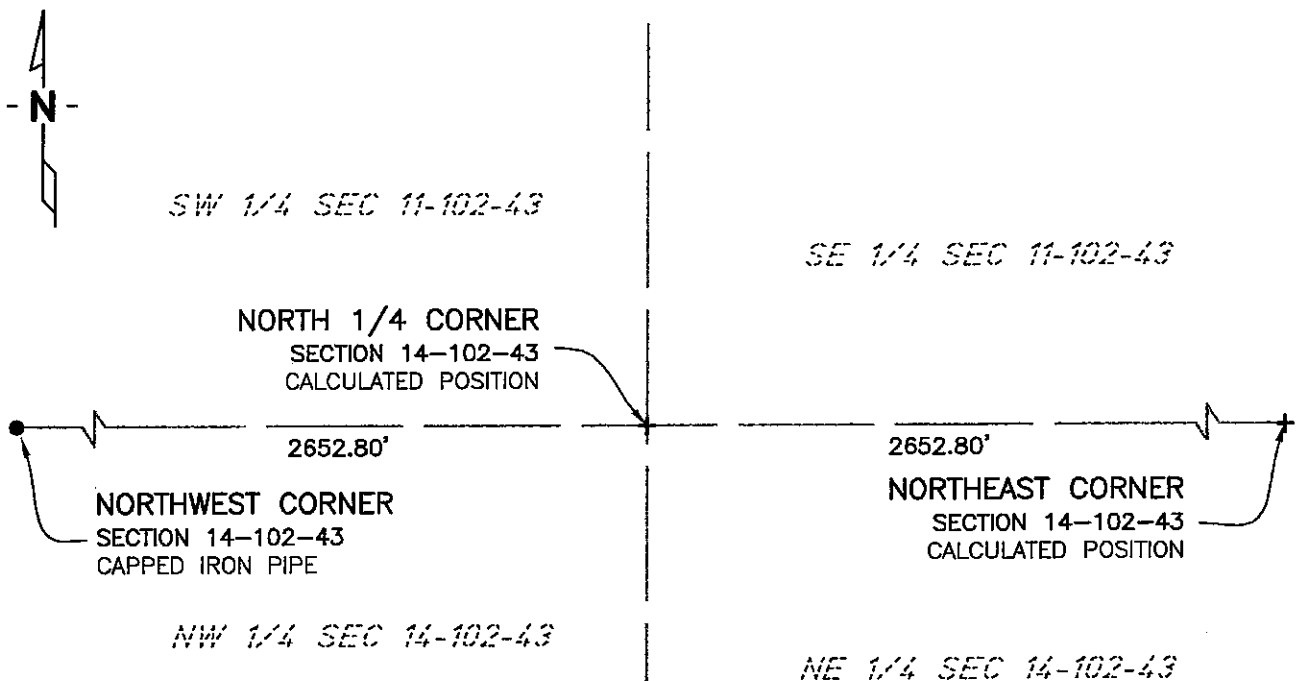 - N -
SW 1/4 SEC 11-102-43
SE 1/4 SEC 11-102-43
NORTH 1/4 CORNER
SECTION 14-102-43
CALCULATED POSITION
2652.80'
2652.80'
NORTHWEST CORNER
SECTION 14-102-43
CAPPED IRON PIPE
NORTHEAST CORNER
SECTION 14-102-43
CALCULATED POSITION
NW 1/4 SEC 14-102-43
NE 1/4 SEC 14-102-43